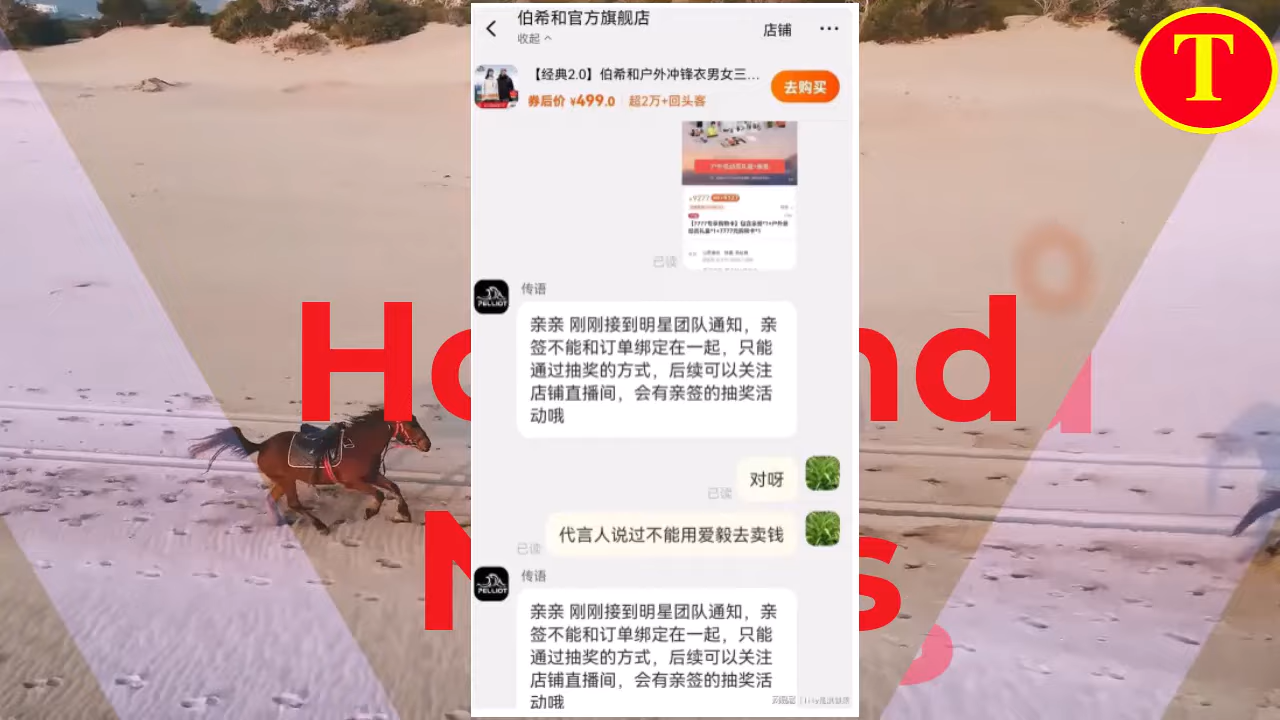 伯希和官方旗舰店
收起
店铺
T
【经典2.0】伯希和户外冲锋衣男女三...
去购买
券后价 ¥499.0 超2万+回头客
已读
传语
PELLIOT
亲亲 刚刚接到明星团队通知，亲
签不能和订单绑定在一起，只能
通过抽奖的方式，后续可以关注
店铺直播间，会有亲签的抽奖活
动哦
对呀
已读
代言人说过不能用爱毅去卖钱
已读
传语
PELLIOT
亲亲 刚刚接到明星团队通知，亲
签不能和订单绑定在一起，只能
通过抽奖的方式，后续可以关注
店铺直播间，会有亲签的抽奖活
动哦